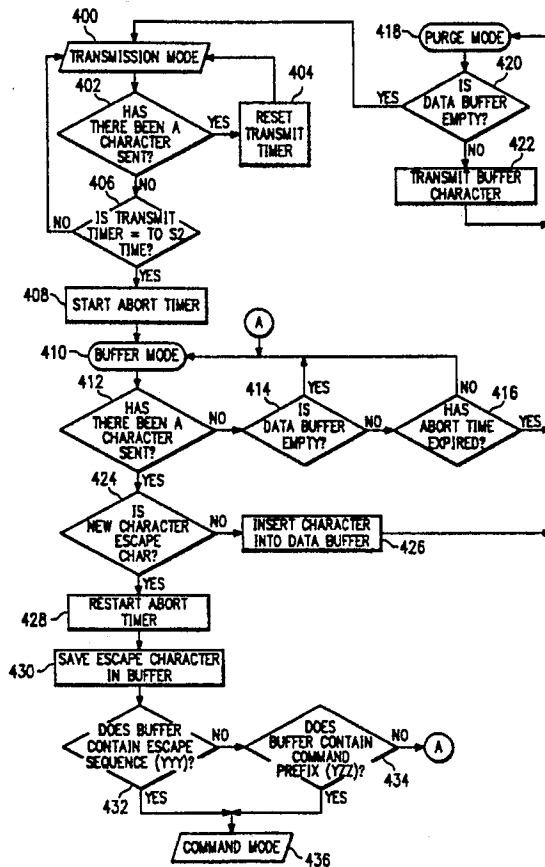 400
TRANSMISSION MODE
402
HAS
THERE BEEN A
CHARACTER
SENT?
YES
404
RESET
TRANSMIT
TIMER
NO
406
IS TRANSMIT
TIMER = TO S2
TIME?
NO
YES
408
START ABORT TIMER
418
PURGE MODE
420
IS
DATA BUFFER
EMPTY?
YES
NO
422
TRANSMIT BUFFER
CHARACTER
A
410
BUFFER MODE
412
HAS
THERE BEEN A
CHARACTER
SENT?
NO
YES
414
IS
DATA BUFFER
EMPTY?
YES
NO
416
HAS
ABORT TIME
EXPIRED?
NO
YES
424
IS
NEW CHARACTER
ESCAPE
CHAR?
NO
YES
INSERT CHARACTER
INTO DATA BUFFER
426
428
RESTART ABORT
TIMER
430
SAVE ESCAPE CHARACTER
IN BUFFER
DOES BUFFER
CONTAIN ESCAPE
SEQUENCE (YYY)?
432
NO
YES
DOES
BUFFER CONTAIN
COMMAND
PREFIX (YZZ)?
434
NO
YES
A
COMMAND MODE
436